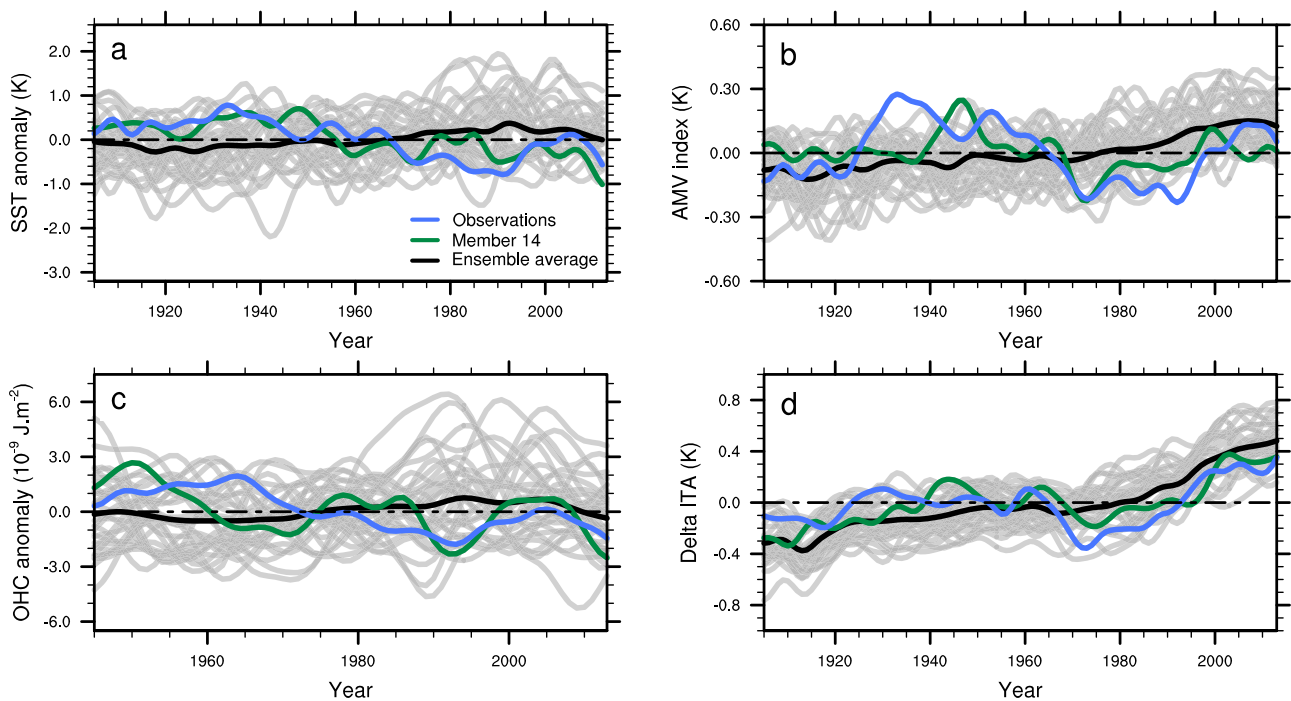 a
SST anomaly (K)
2.0
1.0
0.0
-1.0
-2.0
-3.0
Observations
Member 14
Ensemble average
1920 1940 1960 1980 2000
Year
b
AMV index (K)
0.60
0.30
0.00
-0.30
-0.60
1920 1940 1960 1980 2000
Year
c
OHC anomaly (10⁻⁹ J.m⁻²)
6.0
3.0
0.0
-3.0
-6.0
1960 1980 2000
Year
d
Delta ITA (K)
0.8
0.4
0.0
-0.4
-0.8
1920 1940 1960 1980 2000
Year